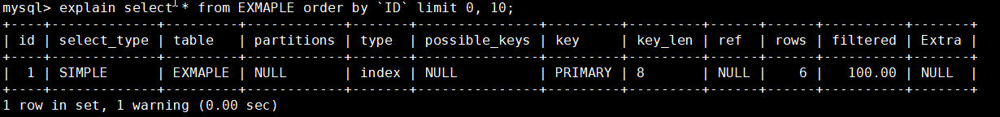 mysql> explain select * from EXMAPLE order by `ID` limit 0, 10;
+----+-------------+---------+------------+-------+---------------+---------+---------+------+------+----------+-------+
| id | select_type | table | partitions | type | possible_keys | key | key_len | ref | rows | filtered | Extra |
+----+-------------+---------+------------+-------+---------------+---------+---------+------+------+----------+-------+
| 1 | SIMPLE | EXMAPLE | NULL | index | NULL | PRIMARY | 8 | NULL | 6 | 100.00 | NULL |
+----+-------------+---------+------------+-------+---------------+---------+---------+------+------+----------+-------+
1 row in set, 1 warning (0.00 sec)